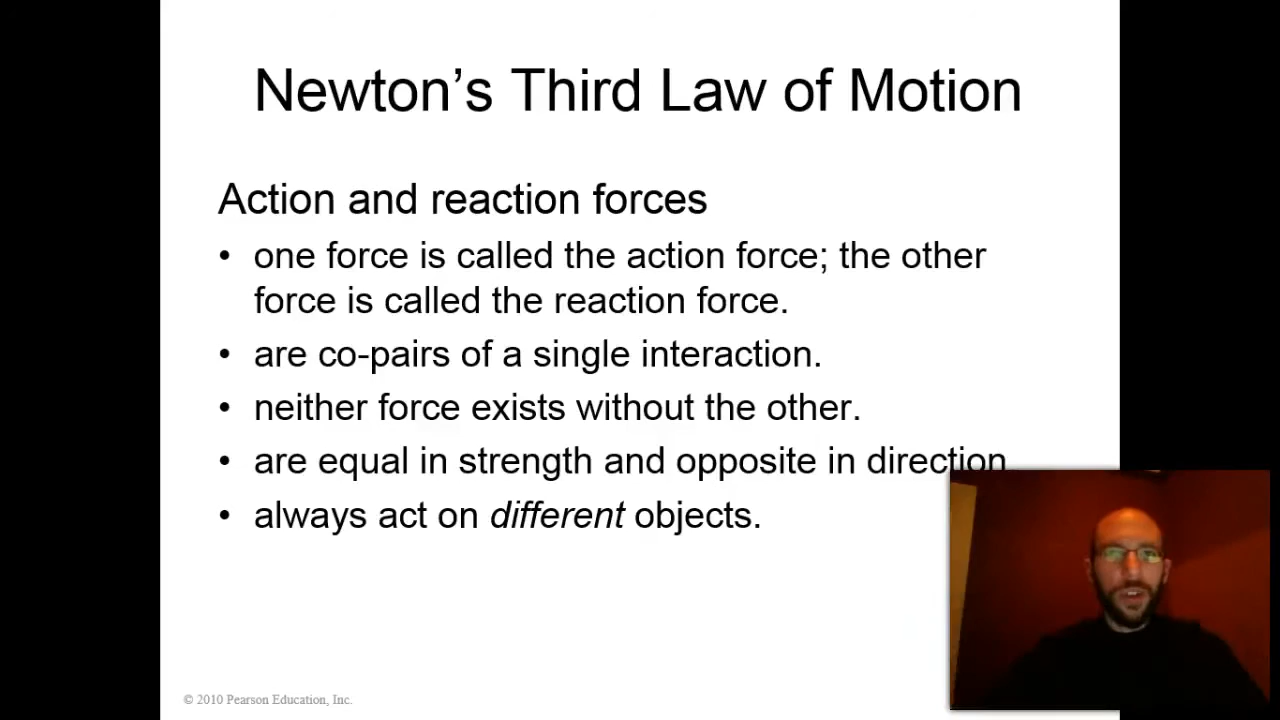 Newton’s Third Law of Motion
Action and reaction forces
• one force is called the action force; the other
force is called the reaction force.
• are co-pairs of a single interaction.
• neither force exists without the other.
• are equal in strength and opposite in direction
• always act on different objects.
© 2010 Pearson Education, Inc.